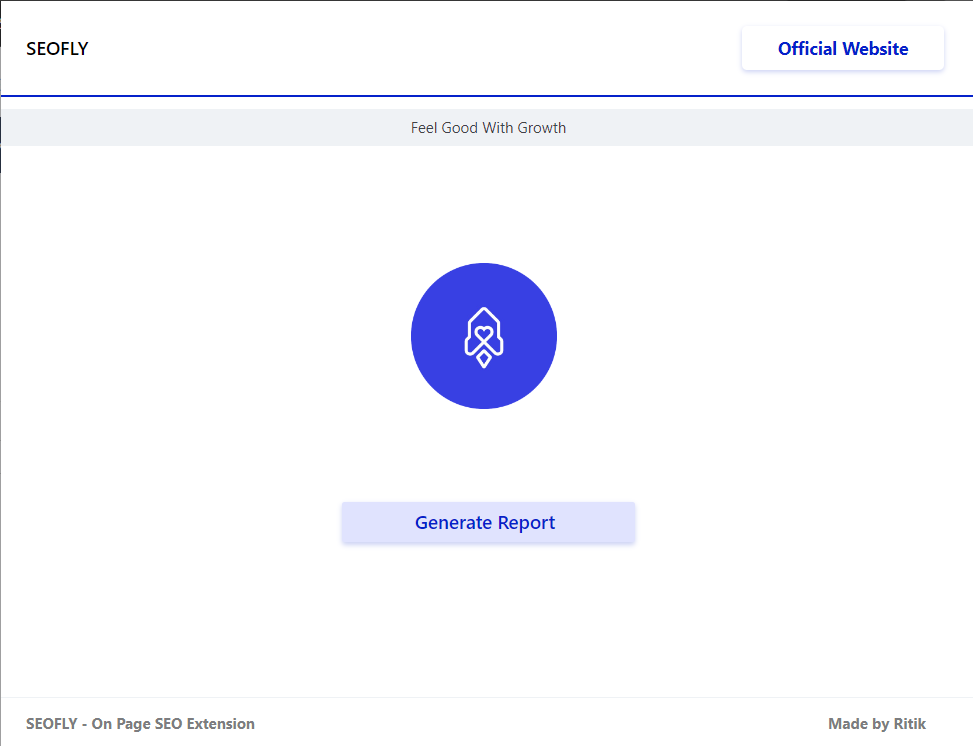 SEOFLY
Official Website
Feel Good With Growth
Generate Report
SEOFLY - On Page SEO Extension
Made by Ritik